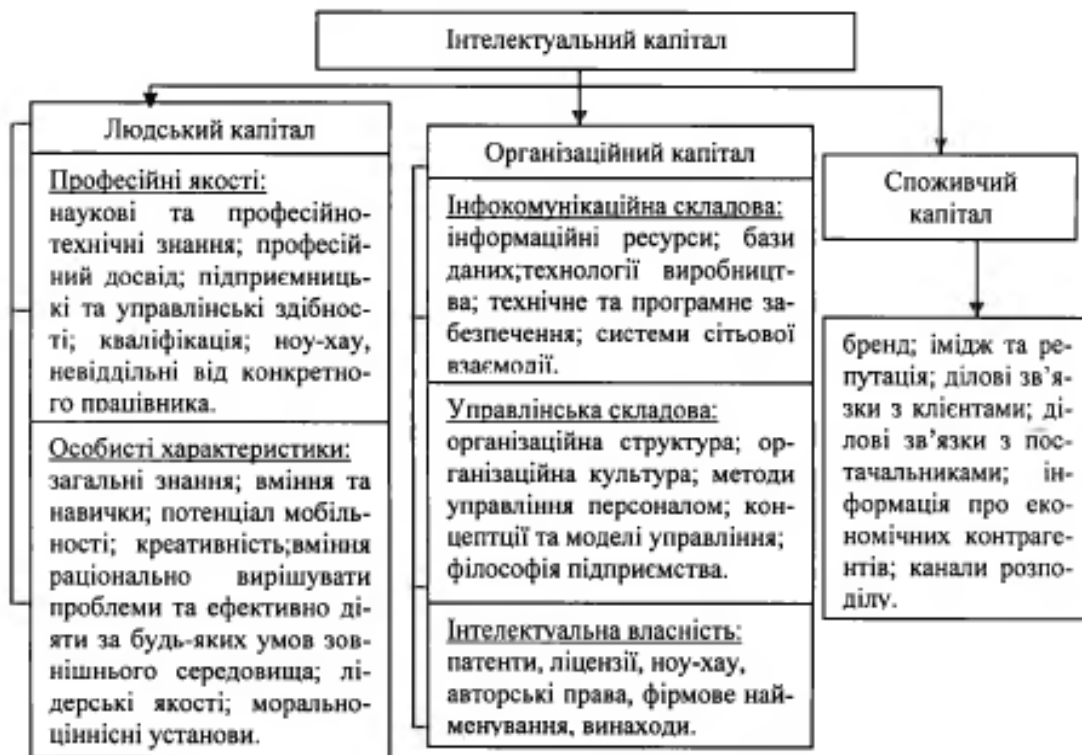 Інтелектуальний капітал
Людський капітал
Професійні якості:
наукові та професійно-
технічні знання; професій-
ний досвід; підприємниць-
кі та управлінські здібнос-
ті; кваліфікація; ноу-хау,
невіддільні від конкретно-
го працівника.
Особисті характеристики:
загальні знання; вміння та
навички; потенціал мобіль-
ності; креативність;вміння
раціонально вирішувати
проблеми та ефективно ді-
яти за будь-яких умов зов-
нішнього середовища; лі-
дерські якості; морально-
ціннісні установи.
Організаційний капітал
Інфокомунікаційна складова:
інформаційні ресурси; бази
даних;технології виробницт-
ва; технічне та програмне за-
безпечення; системи сітьової
взаємодії.
Управлінська складова:
організаційна структура; ор-
ганізаційна культура; методи
управління персоналом; кон-
цептції та моделі управління;
філософія підприємства.
Інтелектуальна власність:
патенти, ліцензії, ноу-хау,
авторські права, фірмове най-
менування, винаходи.
Споживчий
капітал
бренд; імідж та ре-
путація; ділові зв'я-
зки з клієнтами; ді-
лові зв'язки з пос-
тачальниками; ін-
формація про еко-
номічних контраге-
нтів; канали розпо-
ділу.